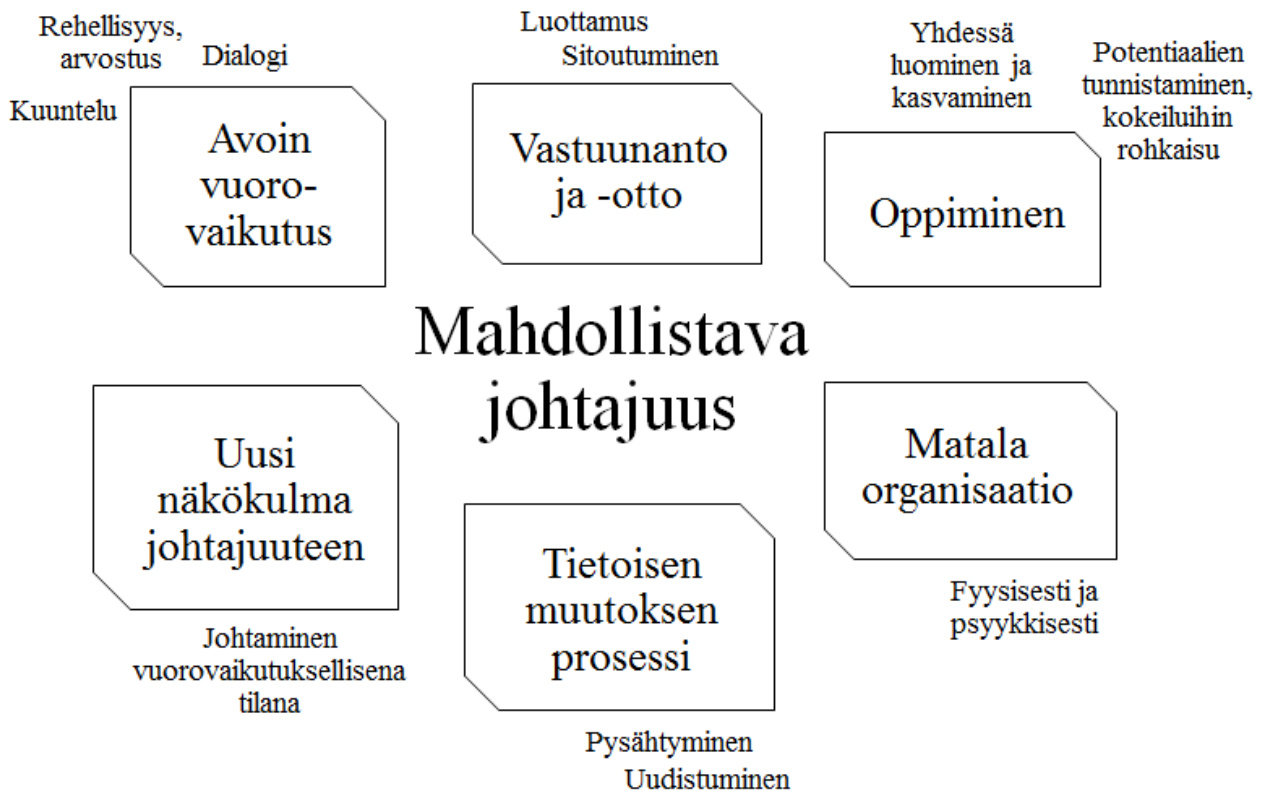 Rehellisyys,
arvostus
Dialogi
Kuuntelu
Avoin
vuoro-
vaikutus
Luottamus
Sitoutuminen
Vastuunanto
ja -otto
Yhdessä
luominen ja
kasvaminen
Potentiaalien
tunnistaminen,
kokeiluihin
rohkaisu
Oppiminen
Mahdollistava
johtajuus
Uusi
näkökulma
johtajuuteen
Johtaminen
vuorovaikutuksellisena
tilana
Tietoisen
muutoksen
prosessi
Pysähtyminen
Uudistuminen
Matala
organisaatio
Fyysisesti ja
psyykkisesti